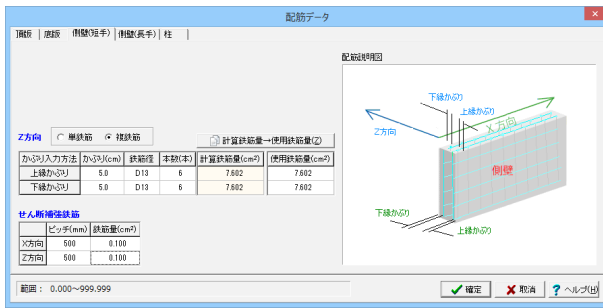 配筋データ
頂版 底版 側壁(短手) 側壁(長手) 柱
配筋説明図
Z方向 単鉄筋 複鉄筋 計算鉄筋量→使用鉄筋量(Z)
かぶり入力方法 かぶり(cm) 鉄筋径 本数(本) 計算鉄筋量(cm²) 使用鉄筋量(cm²)
上縁かぶり 5.0 D13 6 7.602 7.602
下縁かぶり 5.0 D13 6 7.602 7.602
せん断補強鉄筋
ピッチ(mm) 鉄筋量(cm²)
X方向 500 0.100
Z方向 500 0.100
下縁かぶり
上縁かぶり
Z方向
X方向
側壁
下縁かぶり
上縁かぶり
範囲: 0.000～999.999
確定 取消 ヘルプ(H)